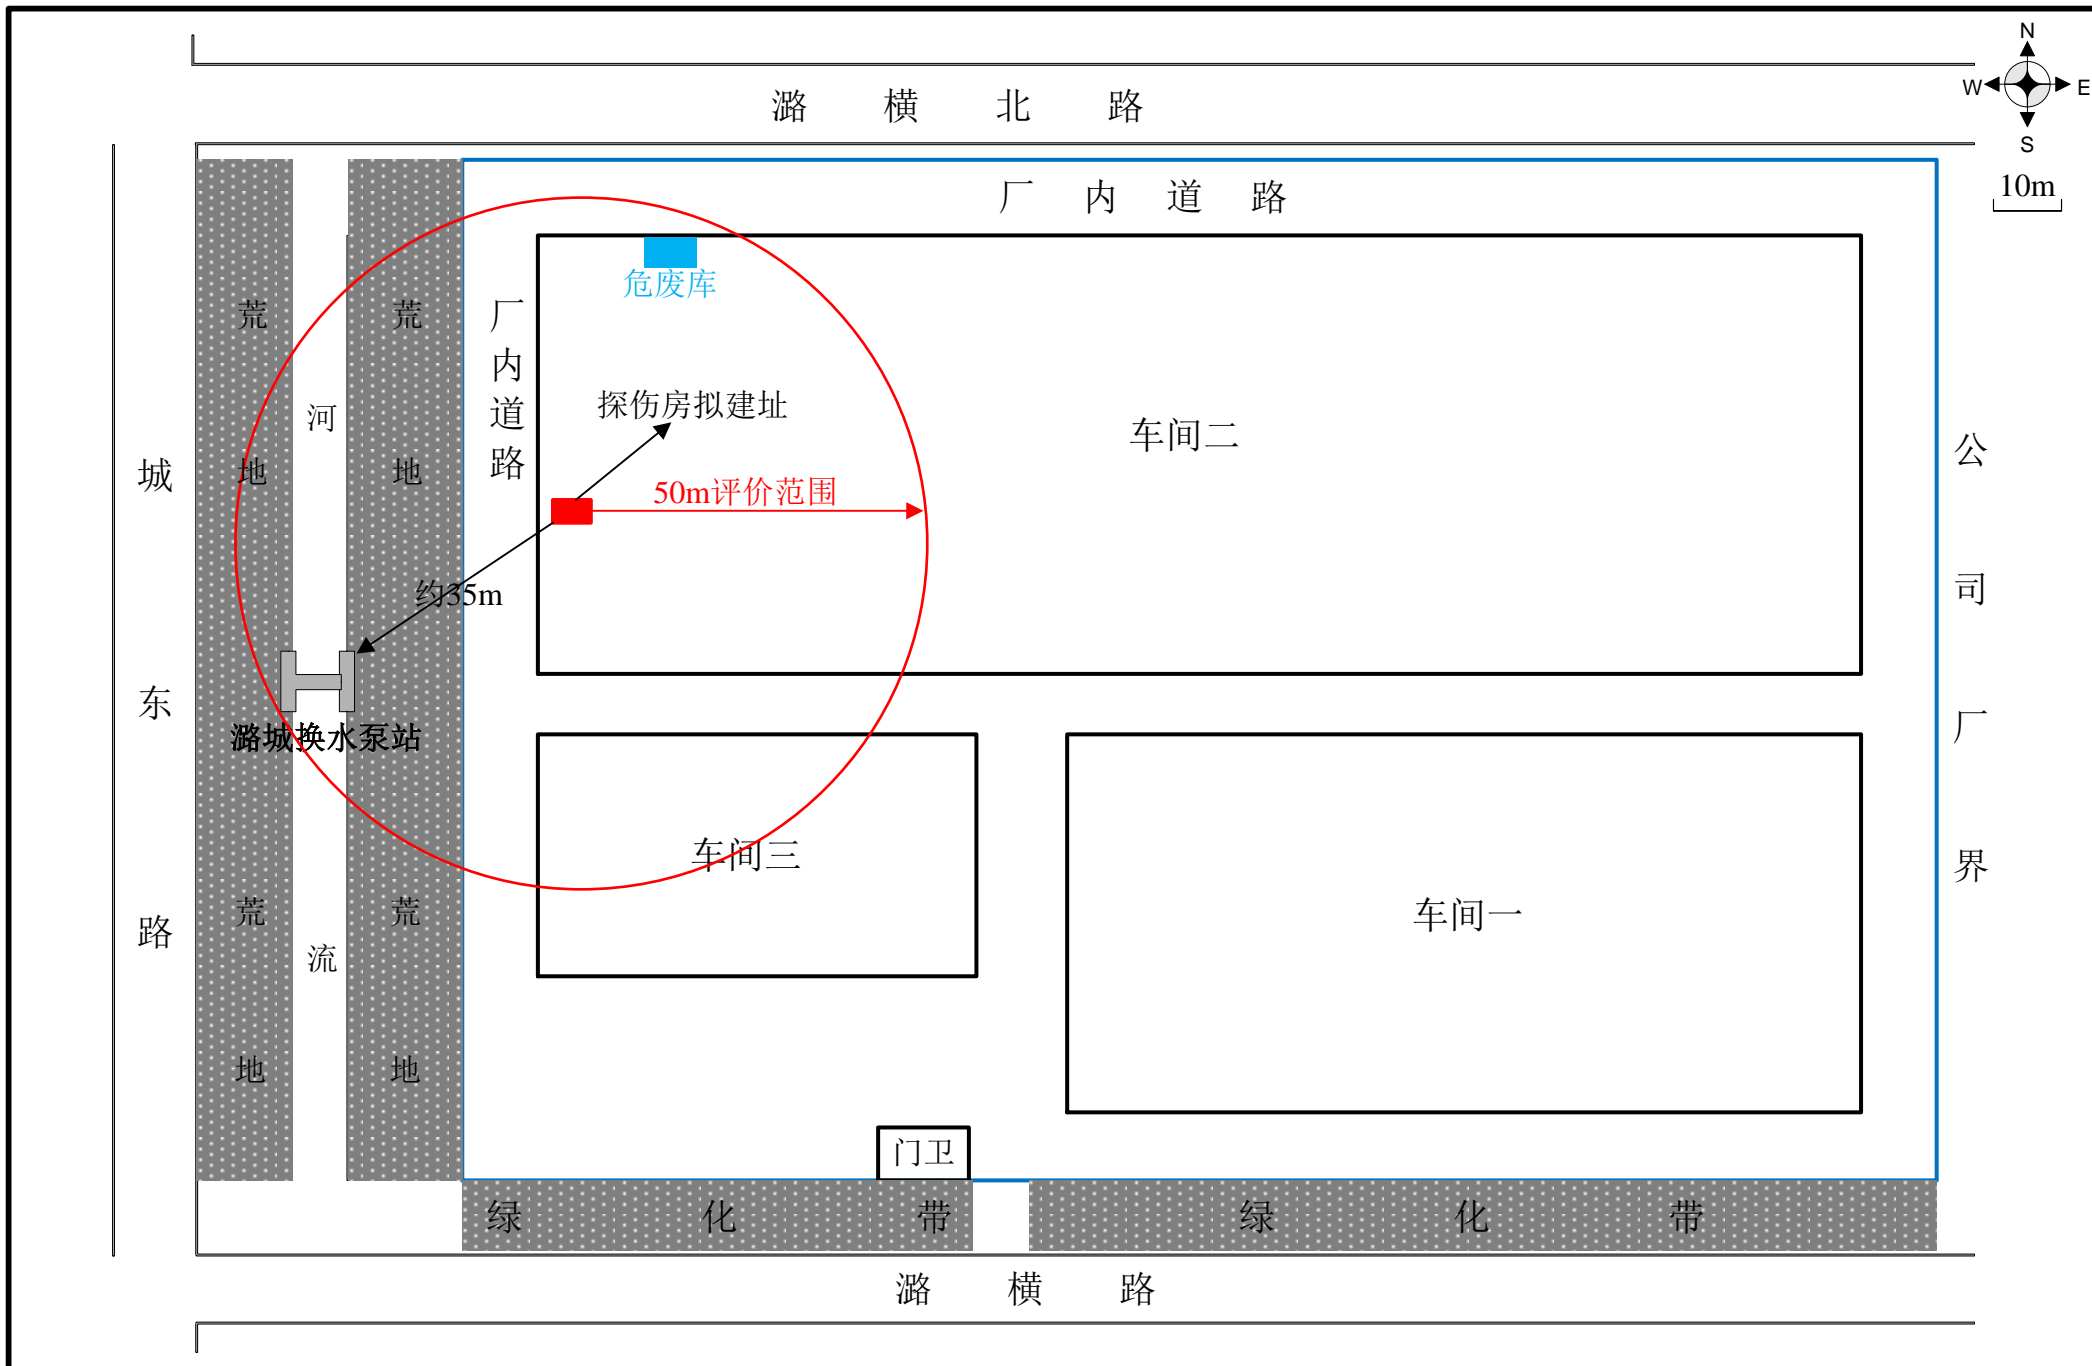 N
W
E
S
10m
潞横北路
厂内道路
危废库
厂内道路
探伤房拟建址
50m评价范围
车间二
约35m
荒地
荒地
河流
荒地
荒地
潞城换水泵站
城东路
车间三
车间一
公司厂界
门卫
绿化带
绿化带
潞横路